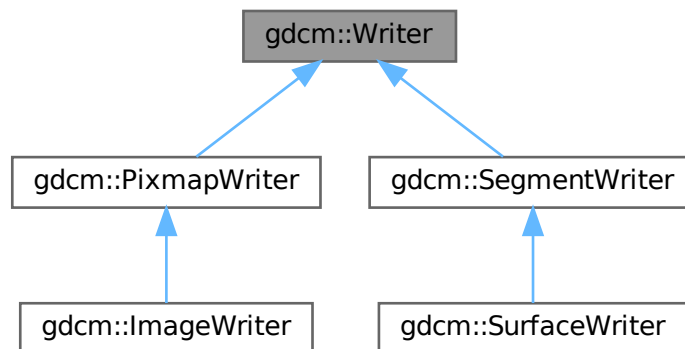 gdcm::Writer
gdcm::PixmapWriter
gdcm::SegmentWriter
gdcm::ImageWriter
gdcm::SurfaceWriter